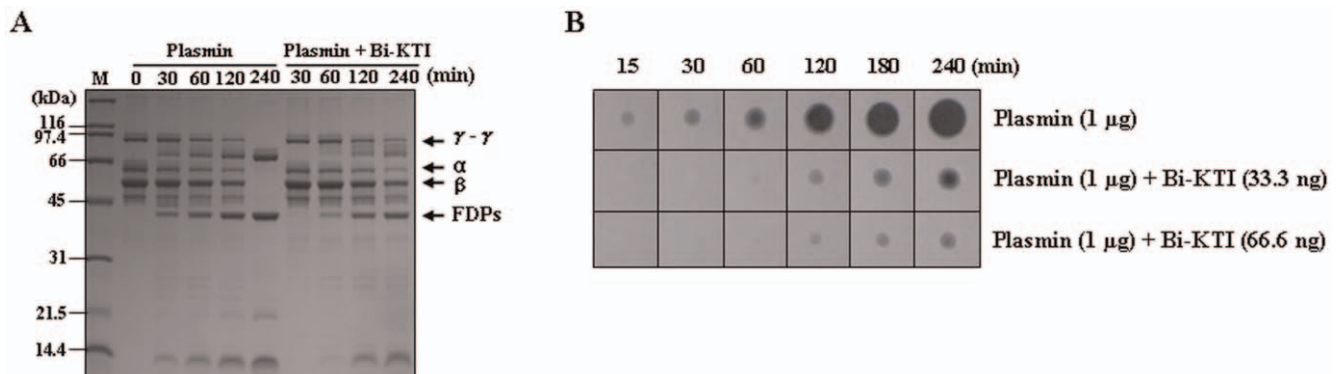 A
B
Plasmin
Plasmin + Bi-KTI
M 0 30 60 120 240 30 60 120 240 (min)
(kDa)
116
97.4
66
45
31
21.5
14.4
γ - γ
α
β
FDPs
15 30 60 120 180 240 (min)
Plasmin (1 µg)
Plasmin (1 µg) + Bi-KTI (33.3 ng)
Plasmin (1 µg) + Bi-KTI (66.6 ng)